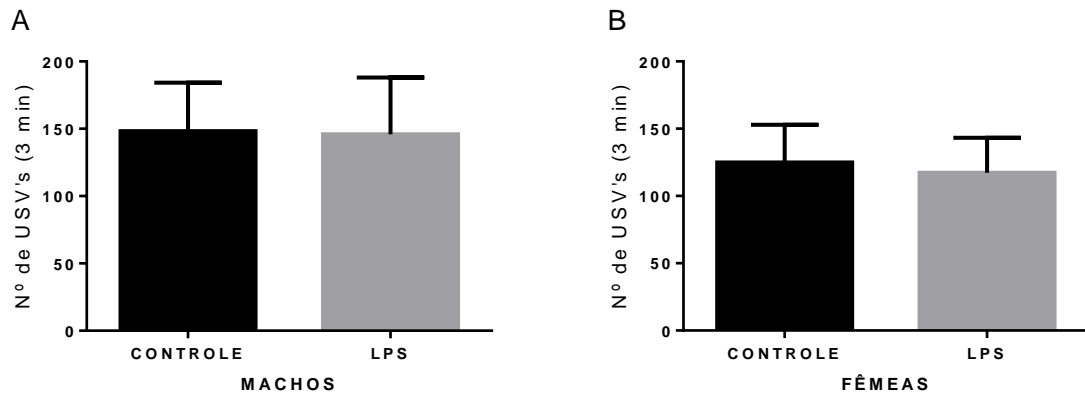 A
Nº de USV's (3 min)
200
150
100
50
0
CONTROLE
LPS
MACHOS
B
Nº de USV's (3 min)
200
150
100
50
0
CONTROLE
LPS
FÊMEAS